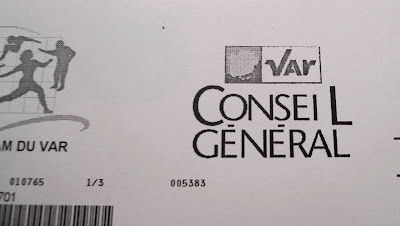 VAR
CONSEIL
GÉNÉRAL
AM DU VAR
010765 1/3 005383
701